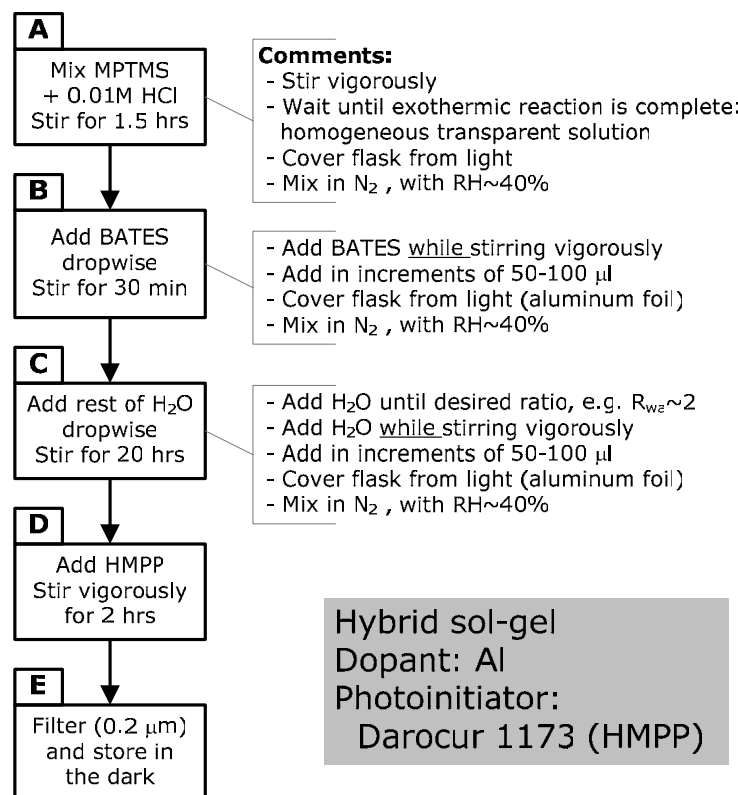 A
Mix MPTMS
+ 0.01M HCl
Stir for 1.5 hrs
Comments:
- Stir vigorously
- Wait until exothermic reaction is complete:
homogeneous transparent solution
- Cover flask from light
- Mix in N₂ , with RH~40%
B
Add BATES
dropwise
Stir for 30 min
- Add BATES while stirring vigorously
- Add in increments of 50-100 μl
- Cover flask from light (aluminum foil)
- Mix in N₂ , with RH~40%
C
Add rest of H₂O
dropwise
Stir for 20 hrs
- Add H₂O until desired ratio, e.g. Rwa~2
- Add H₂O while stirring vigorously
- Add in increments of 50-100 μl
- Cover flask from light (aluminum foil)
- Mix in N₂ , with RH~40%
D
Add HMPP
Stir vigorously
for 2 hrs
E
Filter (0.2 μm)
and store in
the dark
Hybrid sol-gel
Dopant: Al
Photoinitiator:
Darocur 1173 (HMPP)